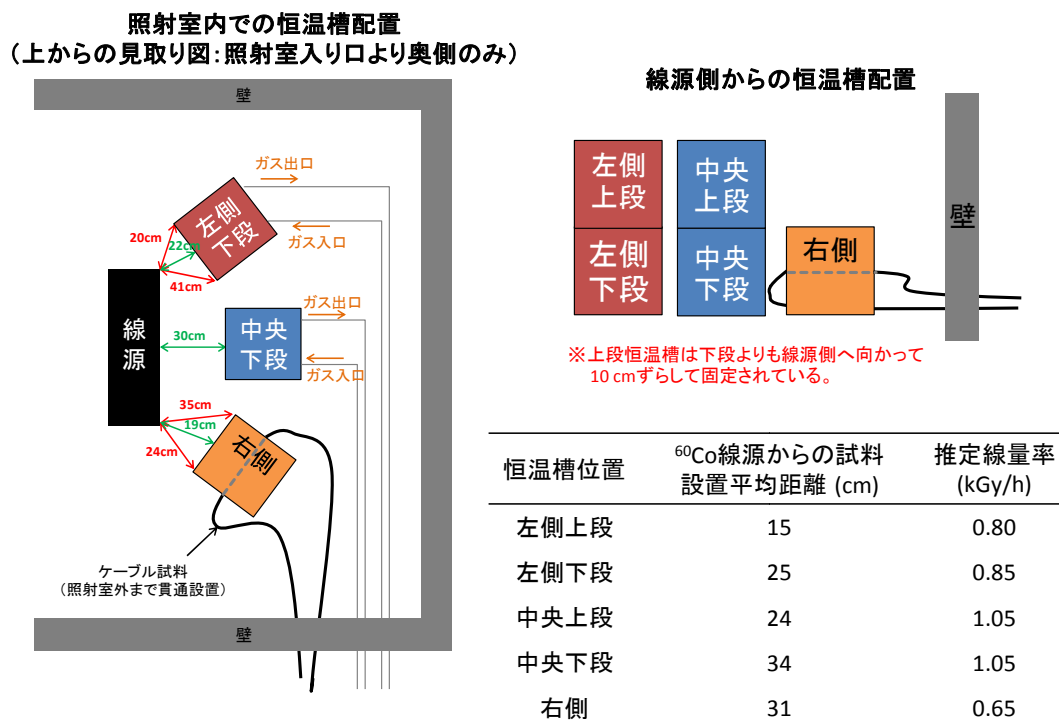 照射室内での恒温槽配置
（上からの見取り図：照射室入り口より奥側のみ）
壁
ガス出口
左側
下段
20cm
22cm
ガス入口
41cm
線
源
ガス出口
30cm
中央
下段
ガス入口
35cm
19cm
24cm
右側
ケーブル試料
（照射室外まで貫通設置）
壁
線源側からの恒温槽配置
左側
上段
中央
上段
左側
下段
中央
下段
右側
壁
※上段恒温槽は下段よりも線源側へ向かって
10 cmずらして固定されている。
恒温槽位置 ⁶⁰Co線源からの試料設置平均距離 (cm) 推定線量率 (kGy/h)
左側上段 15 0.80
左側下段 25 0.85
中央上段 24 1.05
中央下段 34 1.05
右側 31 0.65